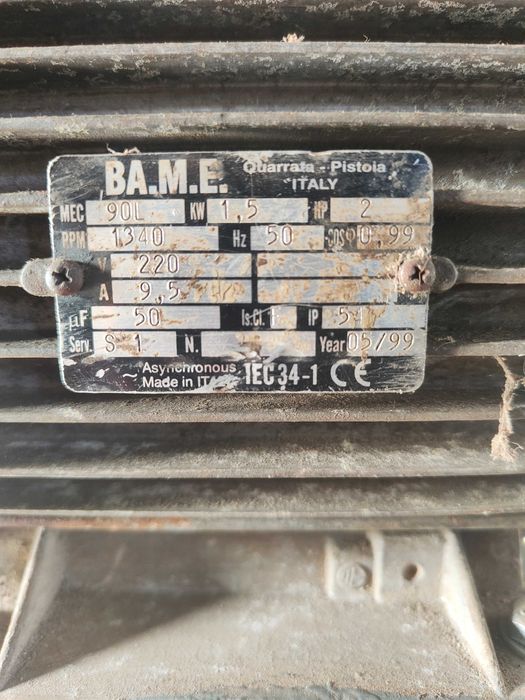 BA.M.E. Quarrata - Pistoia
ITALY
MEC 90L KW 1,5 HP 2
PPM 1340 Hz 50 COSφ 0,99
220
A 9,5
µF 50 Is.Cl. F IP 54
Serv. S 1 N. Year 05/99
~ Asynchronous
Made in ITALY IEC 34-1 CE